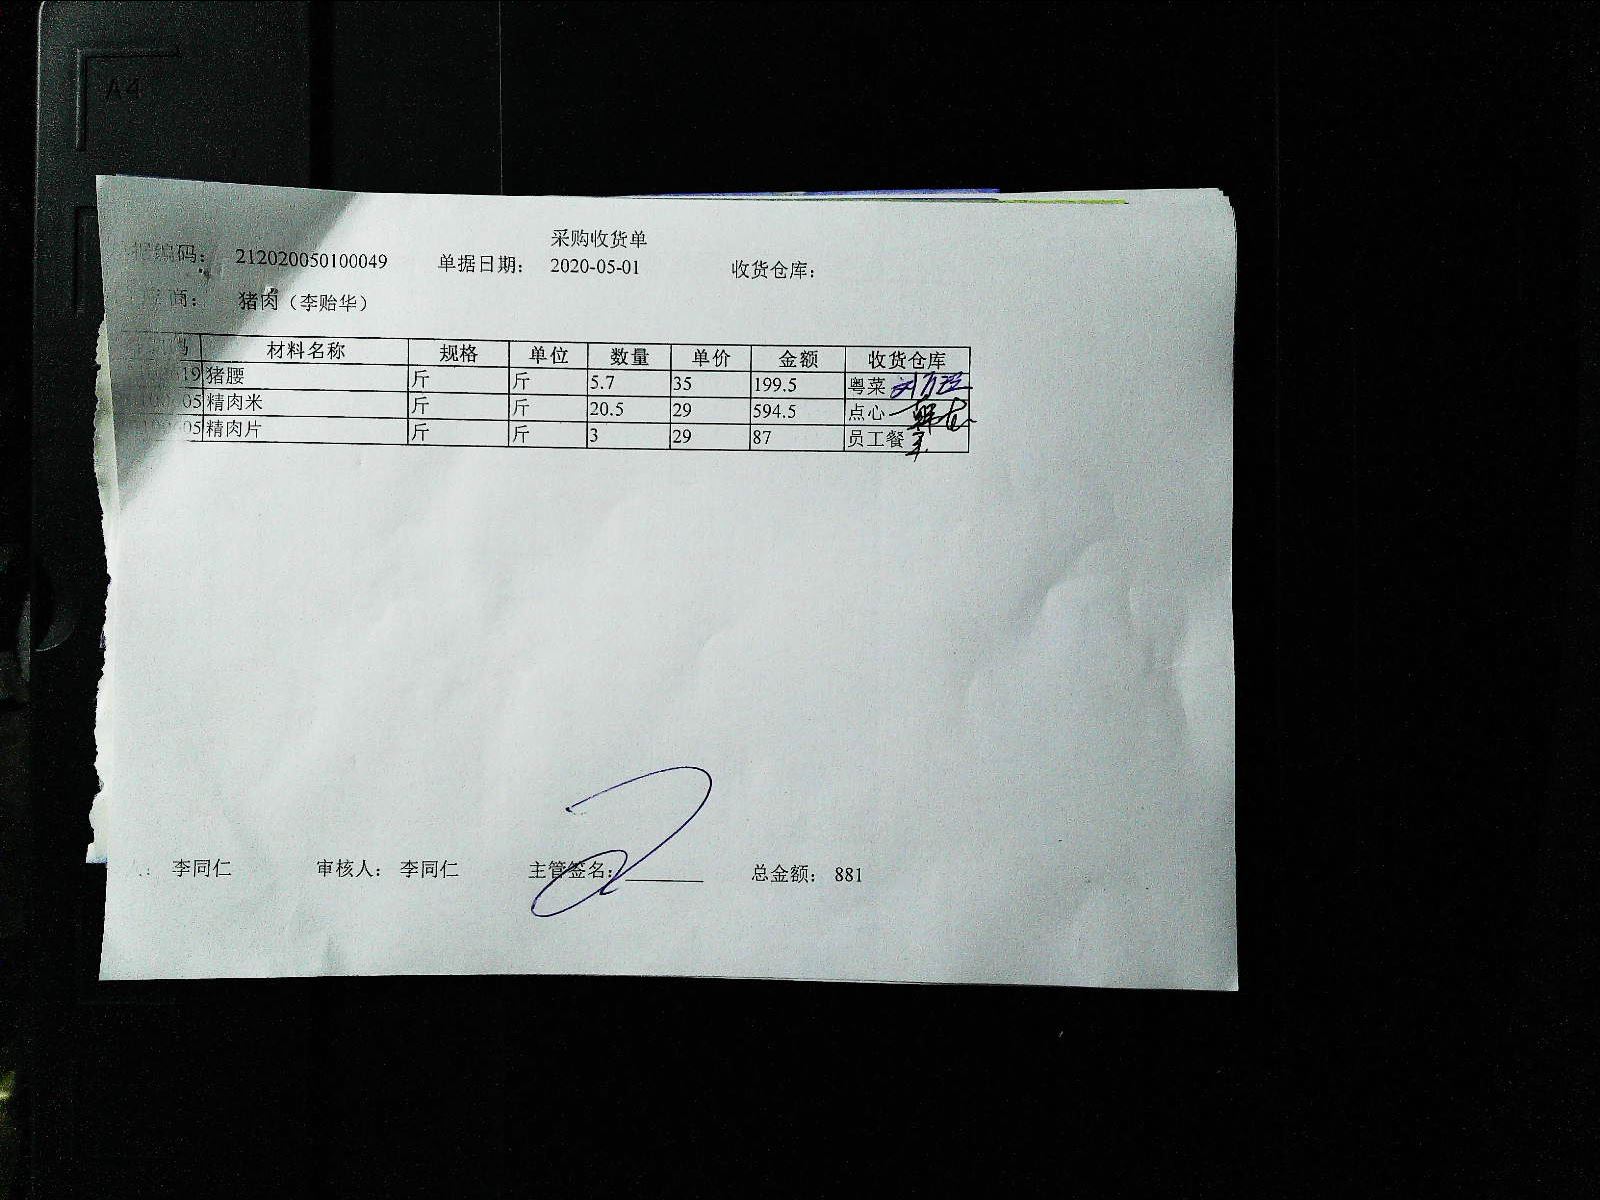 A4
采购收货单
据编码： 212020050100049 单据日期： 2020-05-01 收货仓库：
应商： 猪肉（李贻华）
材料名称 规格 单位 数量 单价 金额 收货仓库
19 猪腰 斤 斤 5.7 35 199.5 粤菜
05 精肉米 斤 斤 20.5 29 594.5 点心
05 精肉片 斤 斤 3 29 87 员工餐
李同仁 审核人： 李同仁 主管签名： 总金额： 881